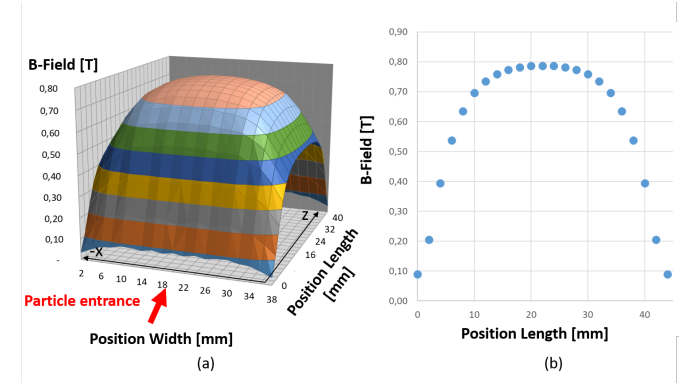 B-Field [T]
0,80
0,70
0,60
0,50
0,40
0,30
0,20
0,10
-
-X
Z
2 6 10 14 18 22 26 30 34 38
0
8
16
24
32
40
Position Length
[mm]
Particle entrance
Position Width [mm]
(a)
0,90
0,80
0,70
0,60
0,50
0,40
0,30
0,20
0,10
0,00
B-Field [T]
0 10 20 30 40
Position Length [mm]
(b)